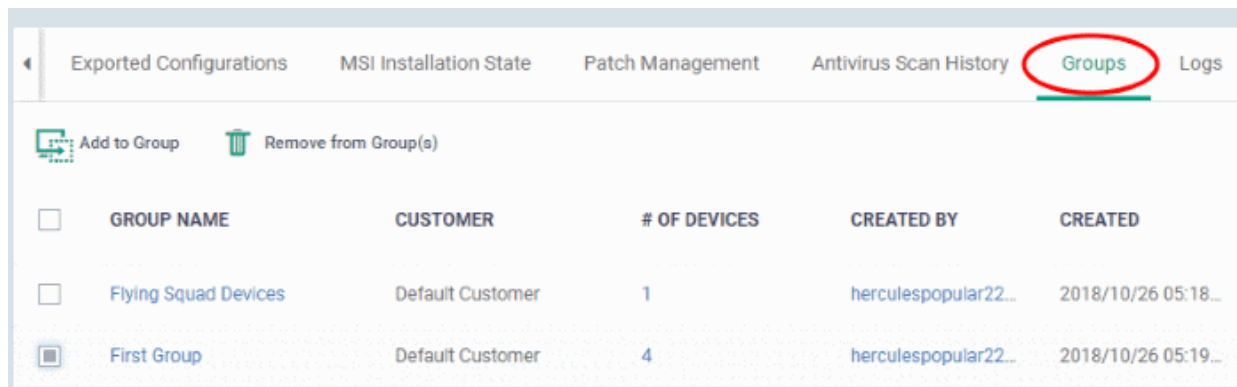 Exported Configurations MSI Installation State Patch Management Antivirus Scan History Groups Logs
Add to Group Remove from Group(s)
GROUP NAME CUSTOMER # OF DEVICES CREATED BY CREATED
Flying Squad Devices Default Customer 1 herculespopular22... 2018/10/26 05:18...
First Group Default Customer 4 herculespopular22... 2018/10/26 05:19...